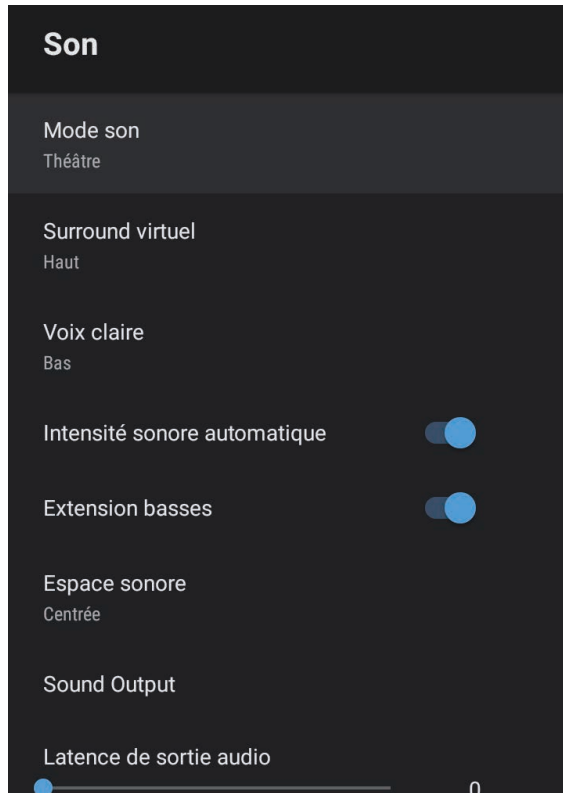 Son
Mode son
Théâtre
Surround virtuel
Haut
Voix claire
Bas
Intensité sonore automatique
Extension basses
Espace sonore
Centrée
Sound Output
Latence de sortie audio
0